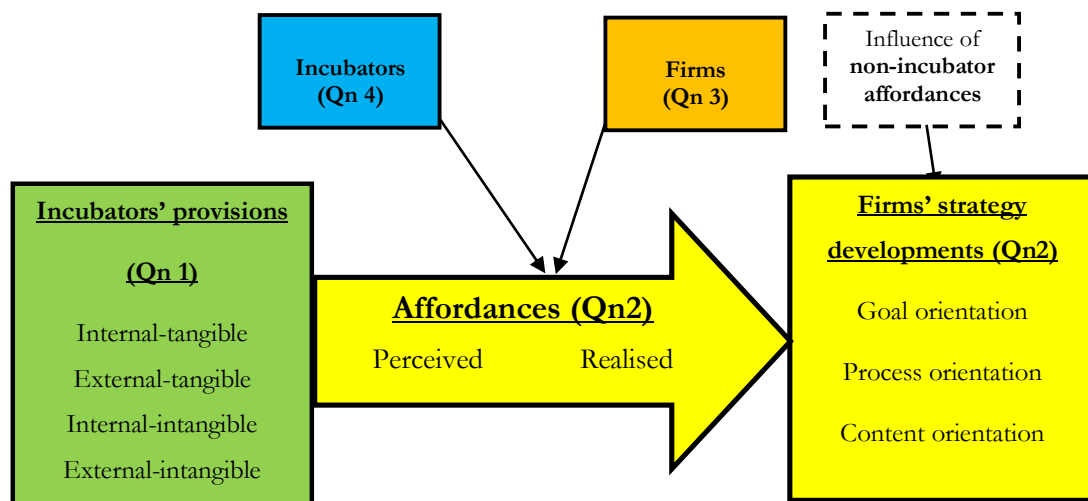 Incubators
(Qn 4)
Firms
(Qn 3)
Influence of
non-incubator
affordances
Incubators' provisions
(Qn 1)
Internal-tangible
External-tangible
Internal-intangible
External-intangible
Affordances (Qn2)
Perceived Realised
Firms' strategy
developments (Qn2)
Goal orientation
Process orientation
Content orientation